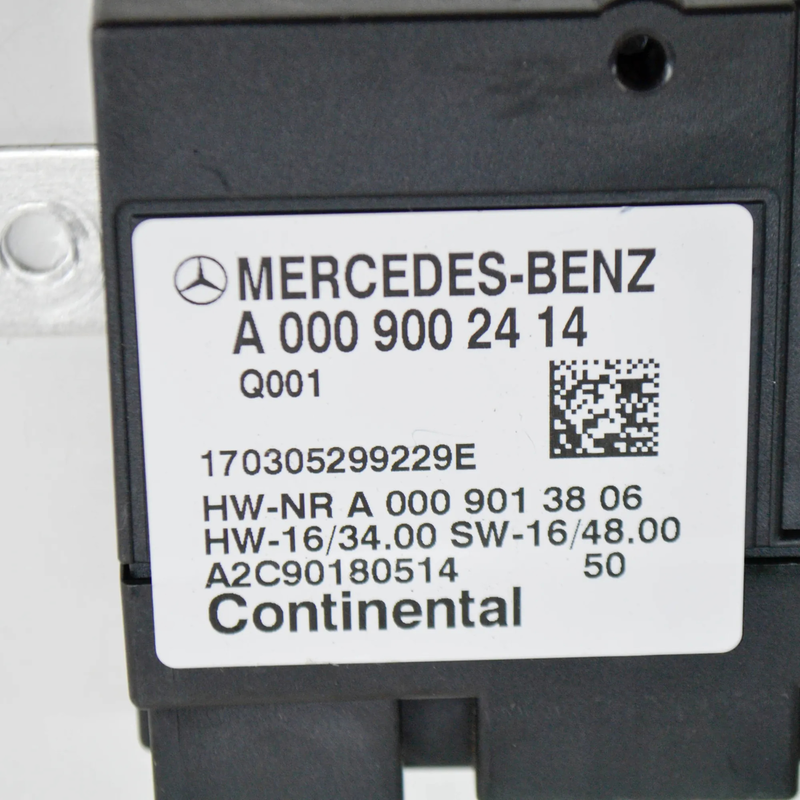 MERCEDES-BENZ
A 000 900 24 14
Q001
170305299229E
HW-NR A 000 901 38 06
HW-16/34.00 SW-16/48.00
A2C90180514 50
Continental